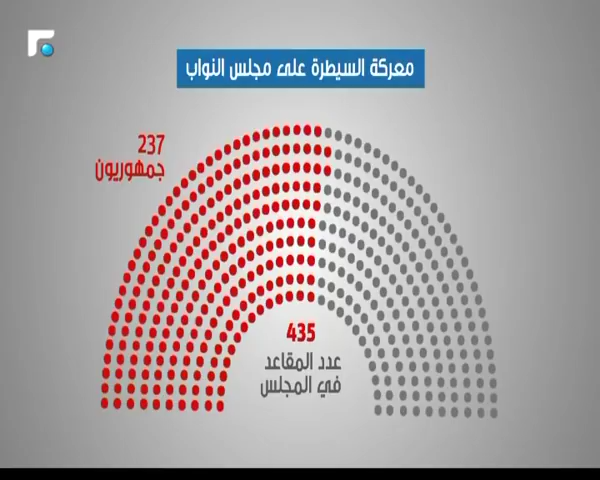 معركة السيطرة على مجلس النواب
237
جمهوريون
435
عدد المقاعد
في المجلس